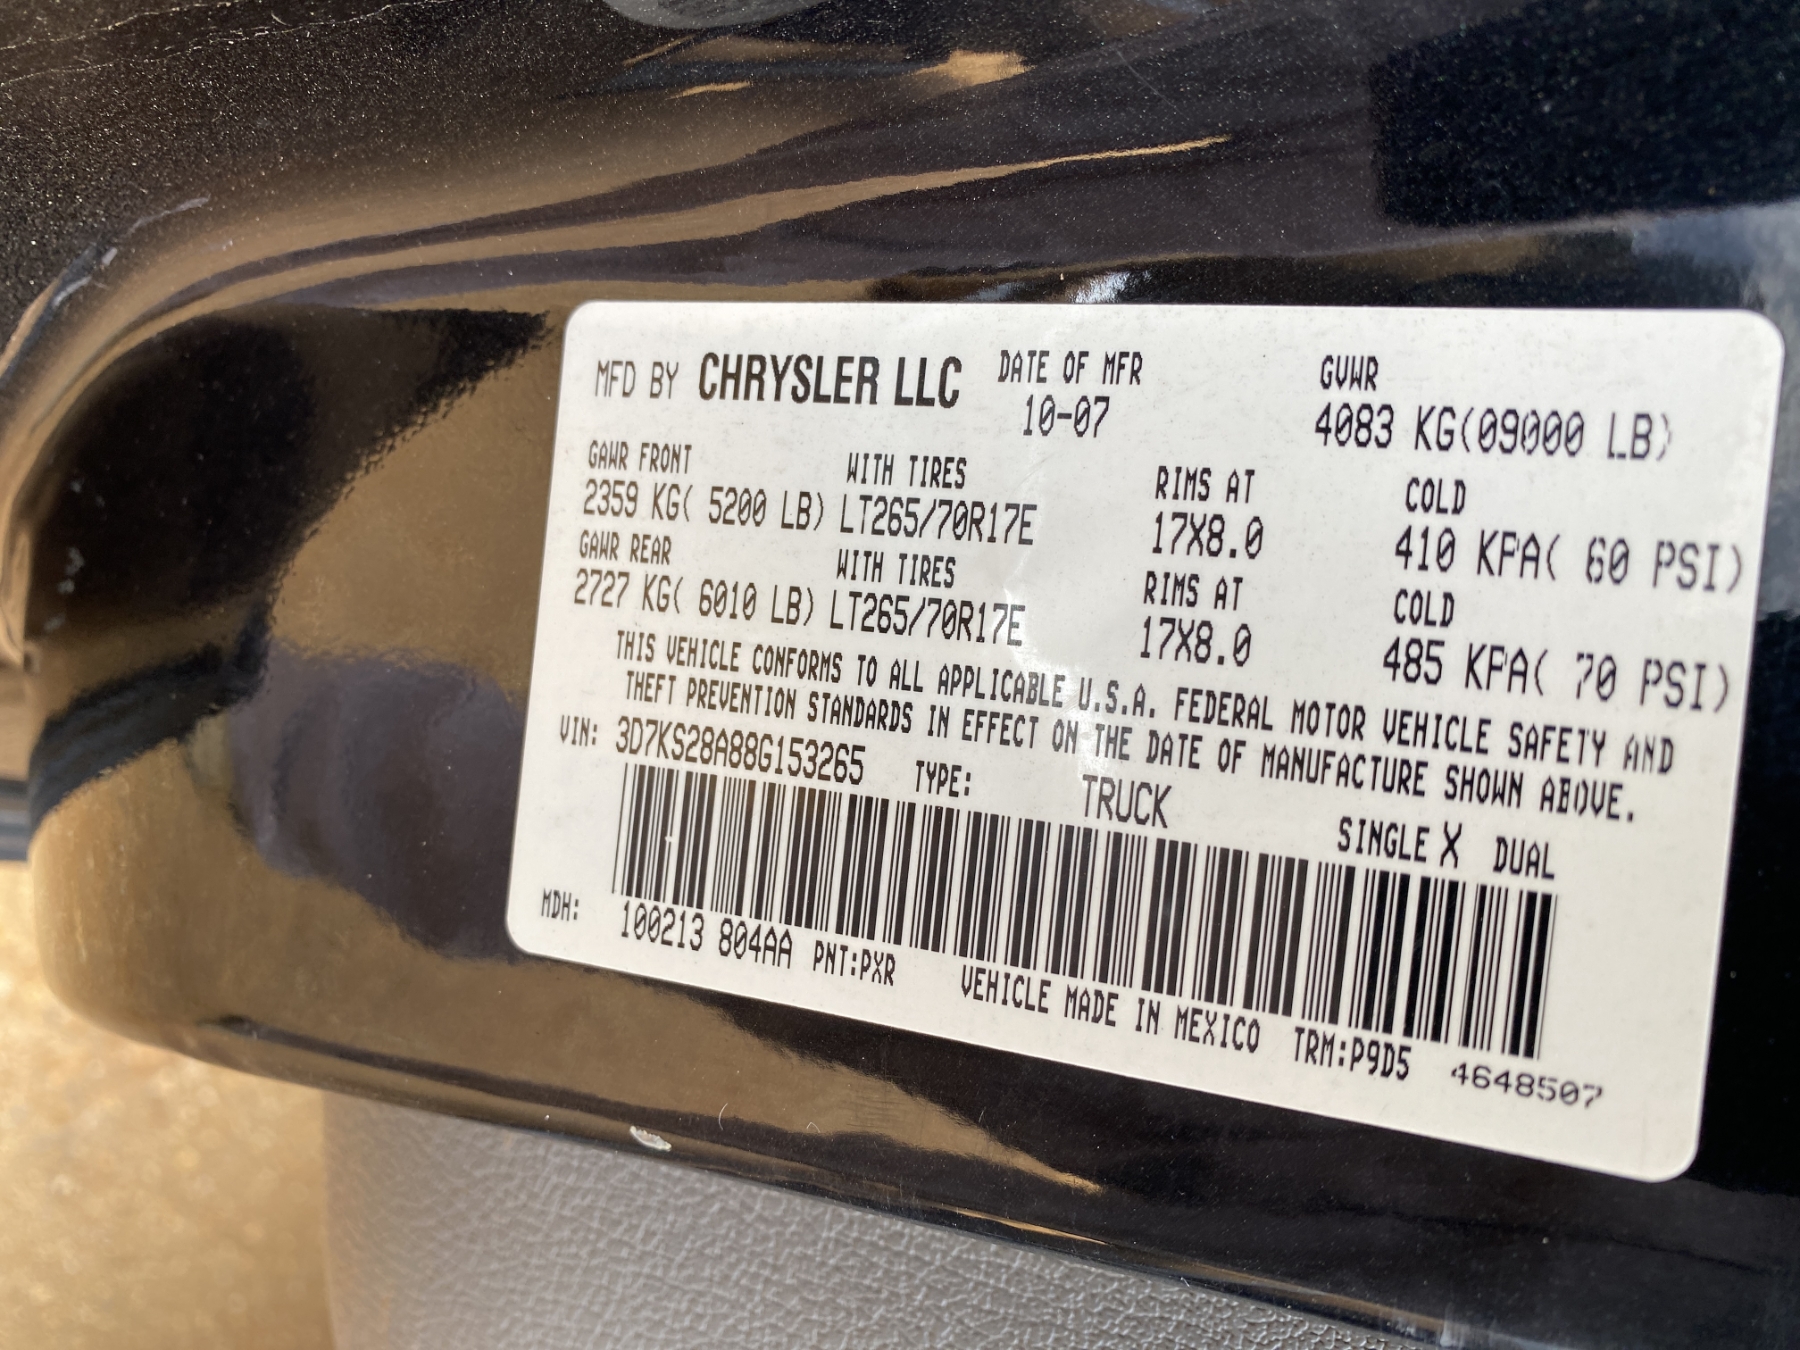 MFD BY CHRYSLER LLC DATE OF MFR GVWR
10-07 4083 KG(09000 LB)
GAWR FRONT WITH TIRES RIMS AT COLD
2359 KG( 5200 LB) LT265/70R17E 17X8.0 410 KPA( 60 PSI)
GAWR REAR WITH TIRES RIMS AT COLD
2727 KG( 6010 LB) LT265/70R17E 17X8.0 485 KPA( 70 PSI)
THIS VEHICLE CONFORMS TO ALL APPLICABLE U.S.A. FEDERAL MOTOR VEHICLE SAFETY AND
THEFT PREVENTION STANDARDS IN EFFECT ON THE DATE OF MANUFACTURE SHOWN ABOVE.
VIN: 3D7KS28A88G153265 TYPE: TRUCK SINGLE X DUAL
MDH: 100213 804AA PNT:PXR VEHICLE MADE IN MEXICO TRM:P9D5 4648507